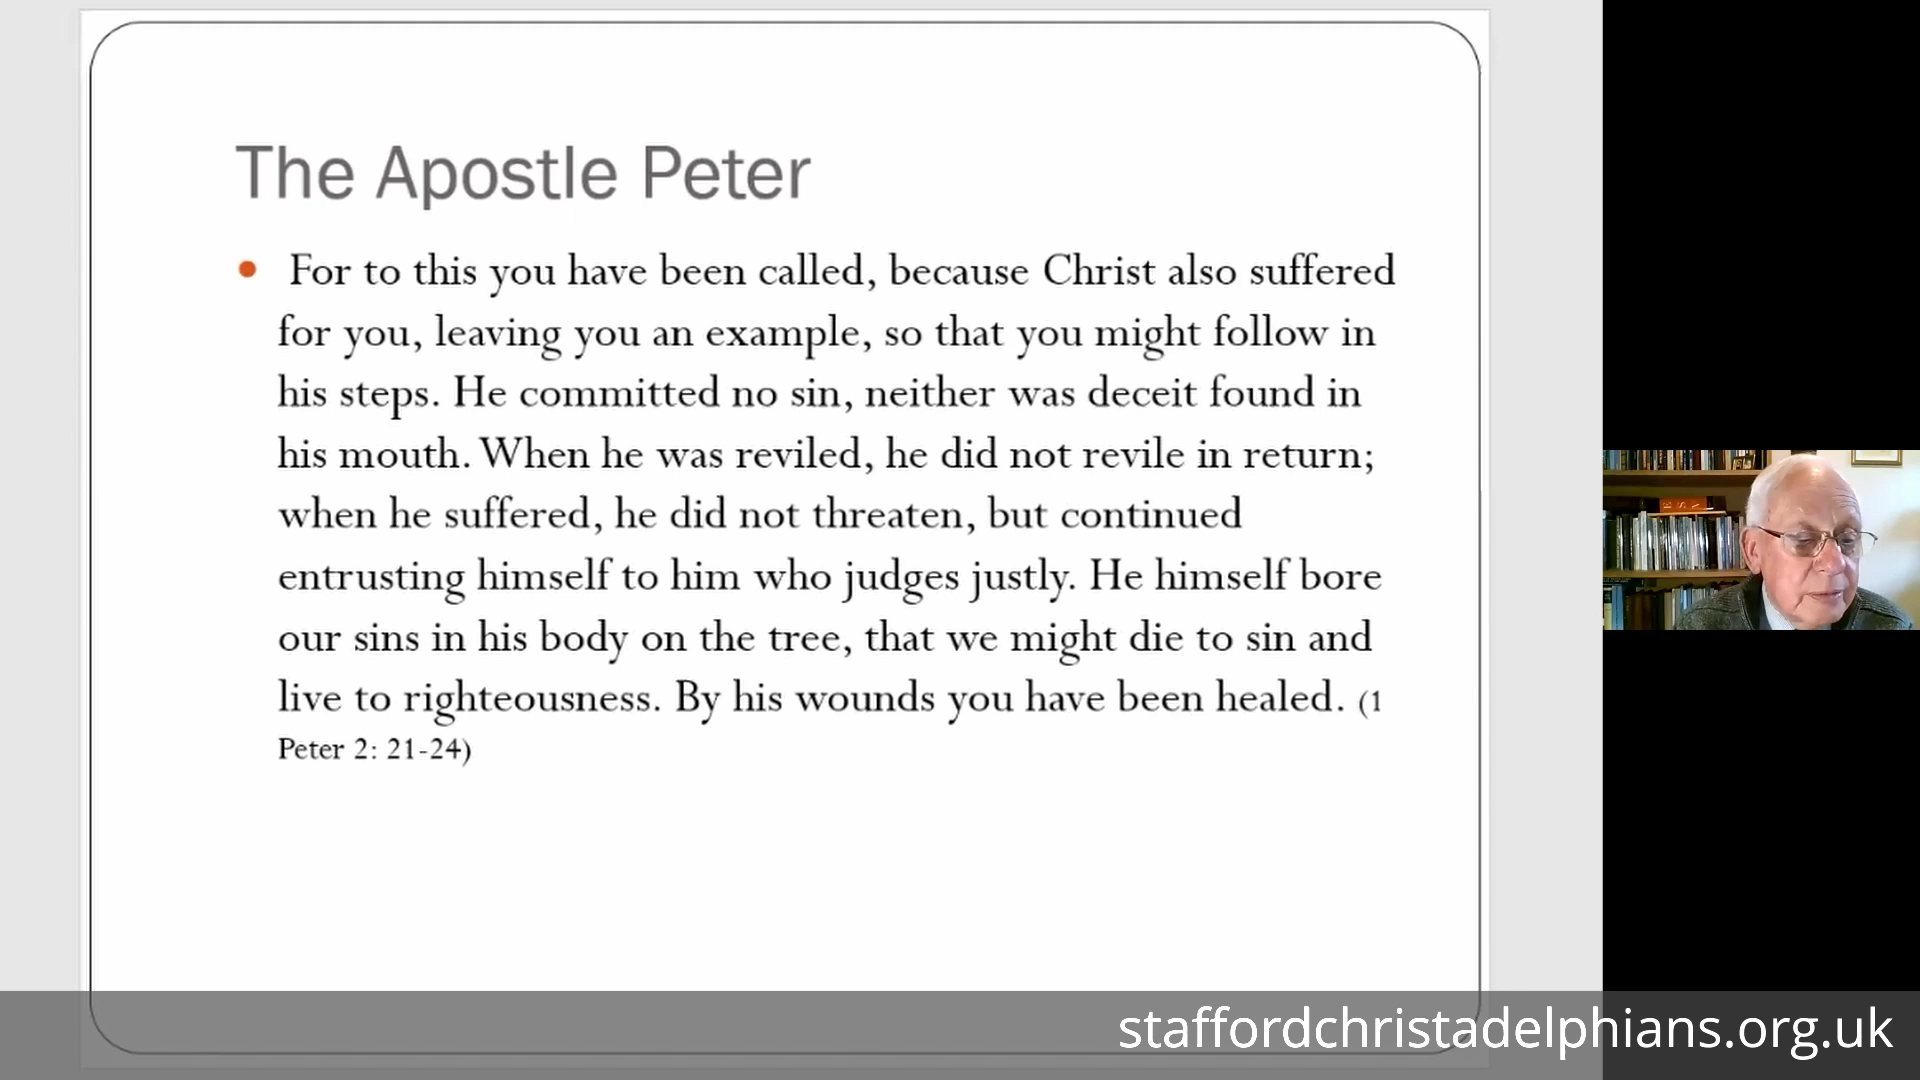 The Apostle Peter
• For to this you have been called, because Christ also suffered
for you, leaving you an example, so that you might follow in
his steps. He committed no sin, neither was deceit found in
his mouth. When he was reviled, he did not revile in return;
when he suffered, he did not threaten, but continued
entrusting himself to him who judges justly. He himself bore
our sins in his body on the tree, that we might die to sin and
live to righteousness. By his wounds you have been healed. (1
Peter 2: 21-24)
staffordchristadelphians.org.uk